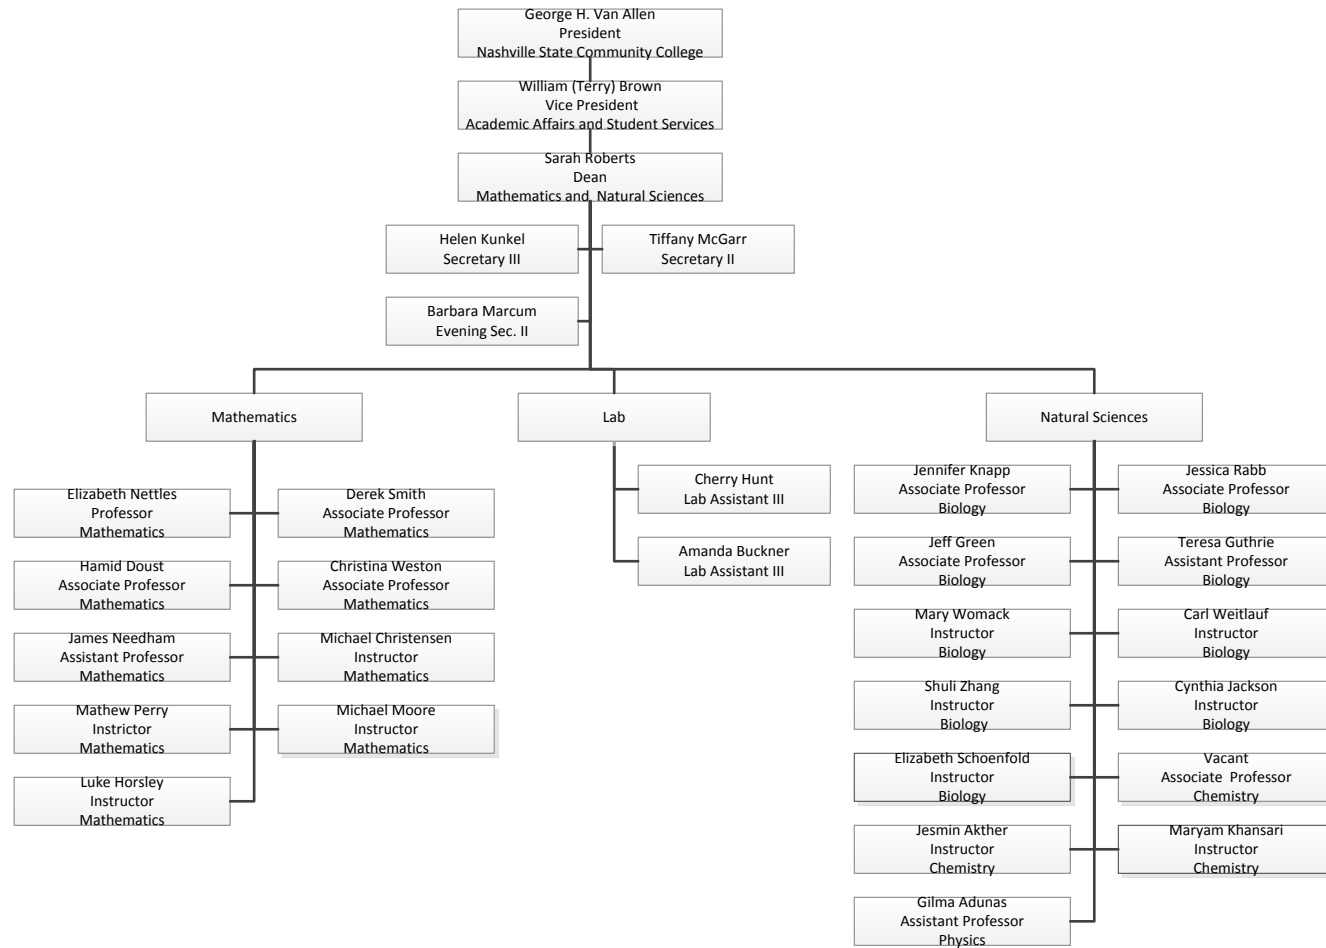 George H. Van Allen
President
Nashville State Community College
William (Terry) Brown
Vice President
Academic Affairs and Student Services
Sarah Roberts
Dean
Mathematics and  Natural Sciences
Helen Kunkel
Secretary III
Tiffany McGarr
Secretary II
Barbara Marcum
Evening Sec. II
Mathematics
Lab
Natural Sciences
Elizabeth Nettles
Professor
Mathematics
Derek Smith
Associate Professor
Mathematics
Hamid Doust
Associate Professor
Mathematics
Christina Weston
Associate Professor
Mathematics
James Needham
Assistant Professor
Mathematics
Michael Christensen
Instructor
Mathematics
Mathew Perry
Instrictor
Mathematics
Michael Moore
Instructor
Mathematics
Luke Horsley
Instructor
Mathematics
Cherry Hunt
Lab Assistant III
Amanda Buckner
Lab Assistant III
Jennifer Knapp
Associate Professor
Biology
Jessica Rabb
Associate Professor
Biology
Jeff Green
Associate Professor
Biology
Teresa Guthrie
Assistant Professor
Biology
Mary Womack
Instructor
Biology
Carl Weitlauf
Instructor
Biology
Shuli Zhang
Instructor
Biology
Cynthia Jackson
Instructor
Biology
Elizabeth Schoenfold
Instructor
Biology
Vacant
Associate  Professor
Chemistry
Jesmin Akther
Instructor
Chemistry
Maryam Khansari
Instructor
Chemistry
Gilma Adunas
Assistant Professor
Physics